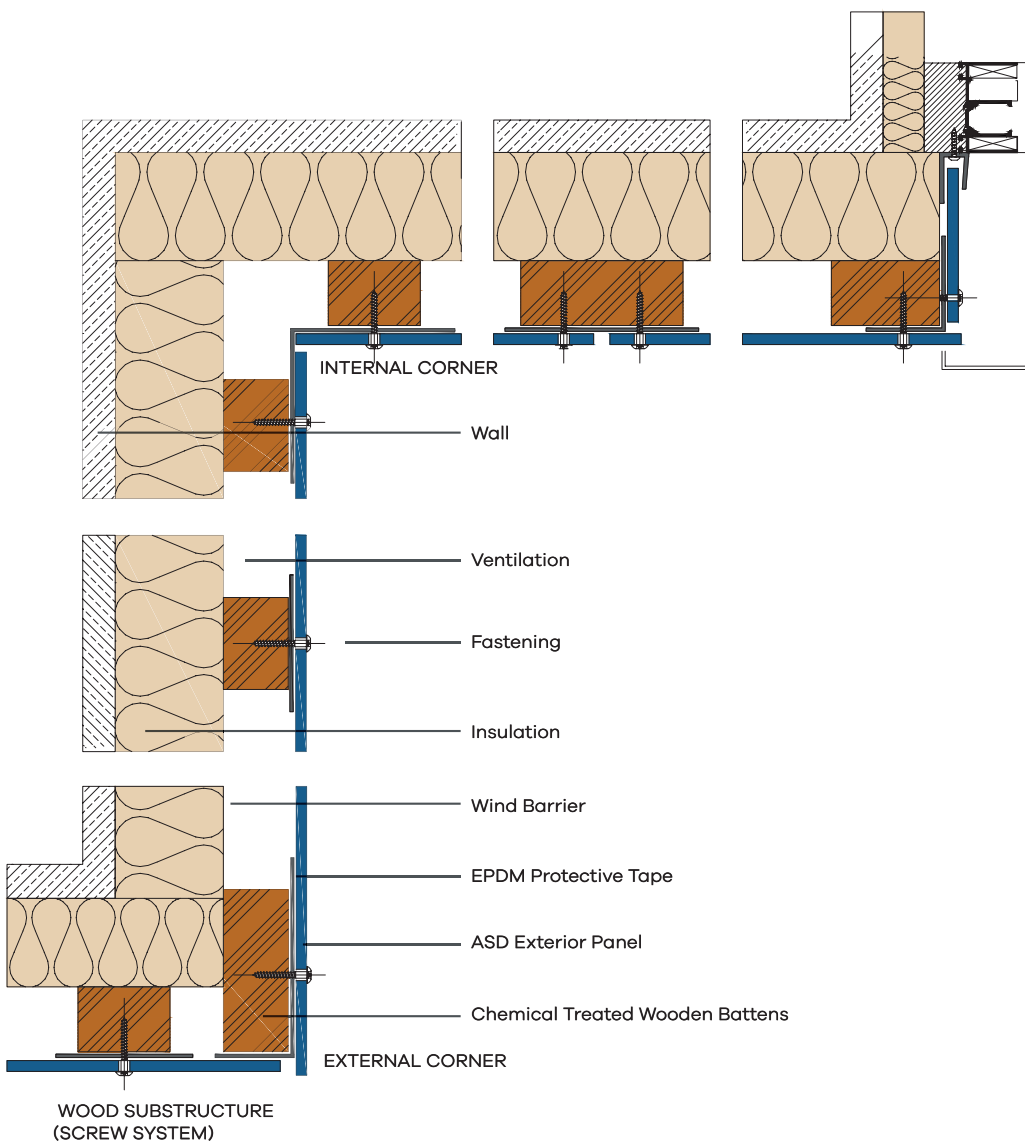 INTERNAL CORNER
Wall
Ventilation
Fastening
Insulation
Wind Barrier
EPDM Protective Tape
ASD Exterior Panel
Chemical Treated Wooden Battens
EXTERNAL CORNER
WOOD SUBSTRUCTURE
(SCREW SYSTEM)